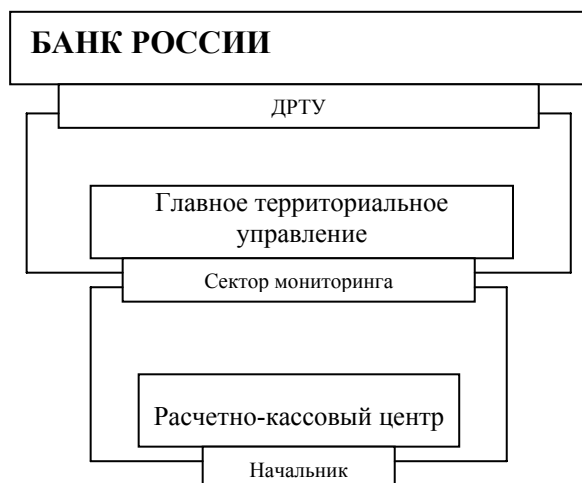 БАНК РОССИИ
ДРТУ
Главное территориальное
управление
Сектор мониторинга
Расчетно-кассовый центр
Начальник